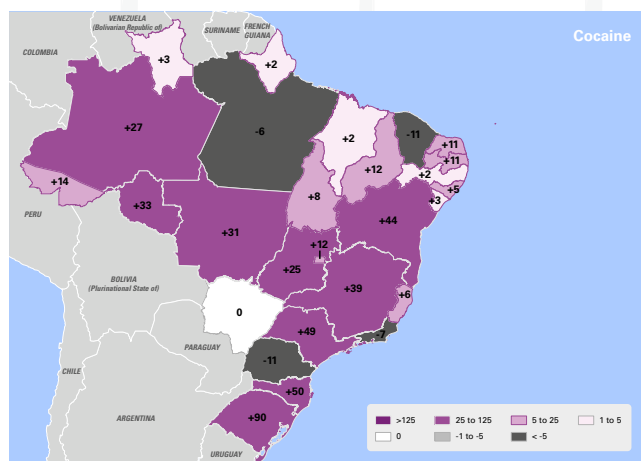 VENEZUELA
(Bolivarian Republic of)
SURINAME
FRENCH
GUIANA
COLOMBIA
Cocaine
+3
+2
+27
-6
+2
-11
+11
+11
+12
+2
+14
+8
+5
+3
+33
+44
PERU
+31
+12
+25
BOLIVIA
(Plurinational State of)
+39
+6
0
+49
-7
PARAGUAY
-11
CHILE
+50
ARGENTINA
+90
URUGUAY
>125 25 to 125 5 to 25 1 to 5
0 -1 to -5 < -5